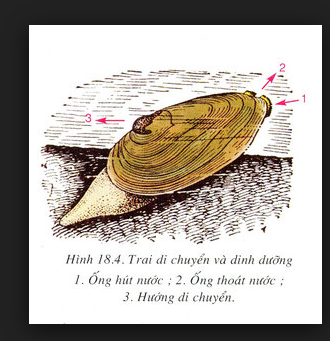 2
1
3
Hình 18.4. Trai di chuyển và dinh dưỡng
1. Ống hút nước ; 2. Ống thoát nước ;
3. Hướng di chuyển.